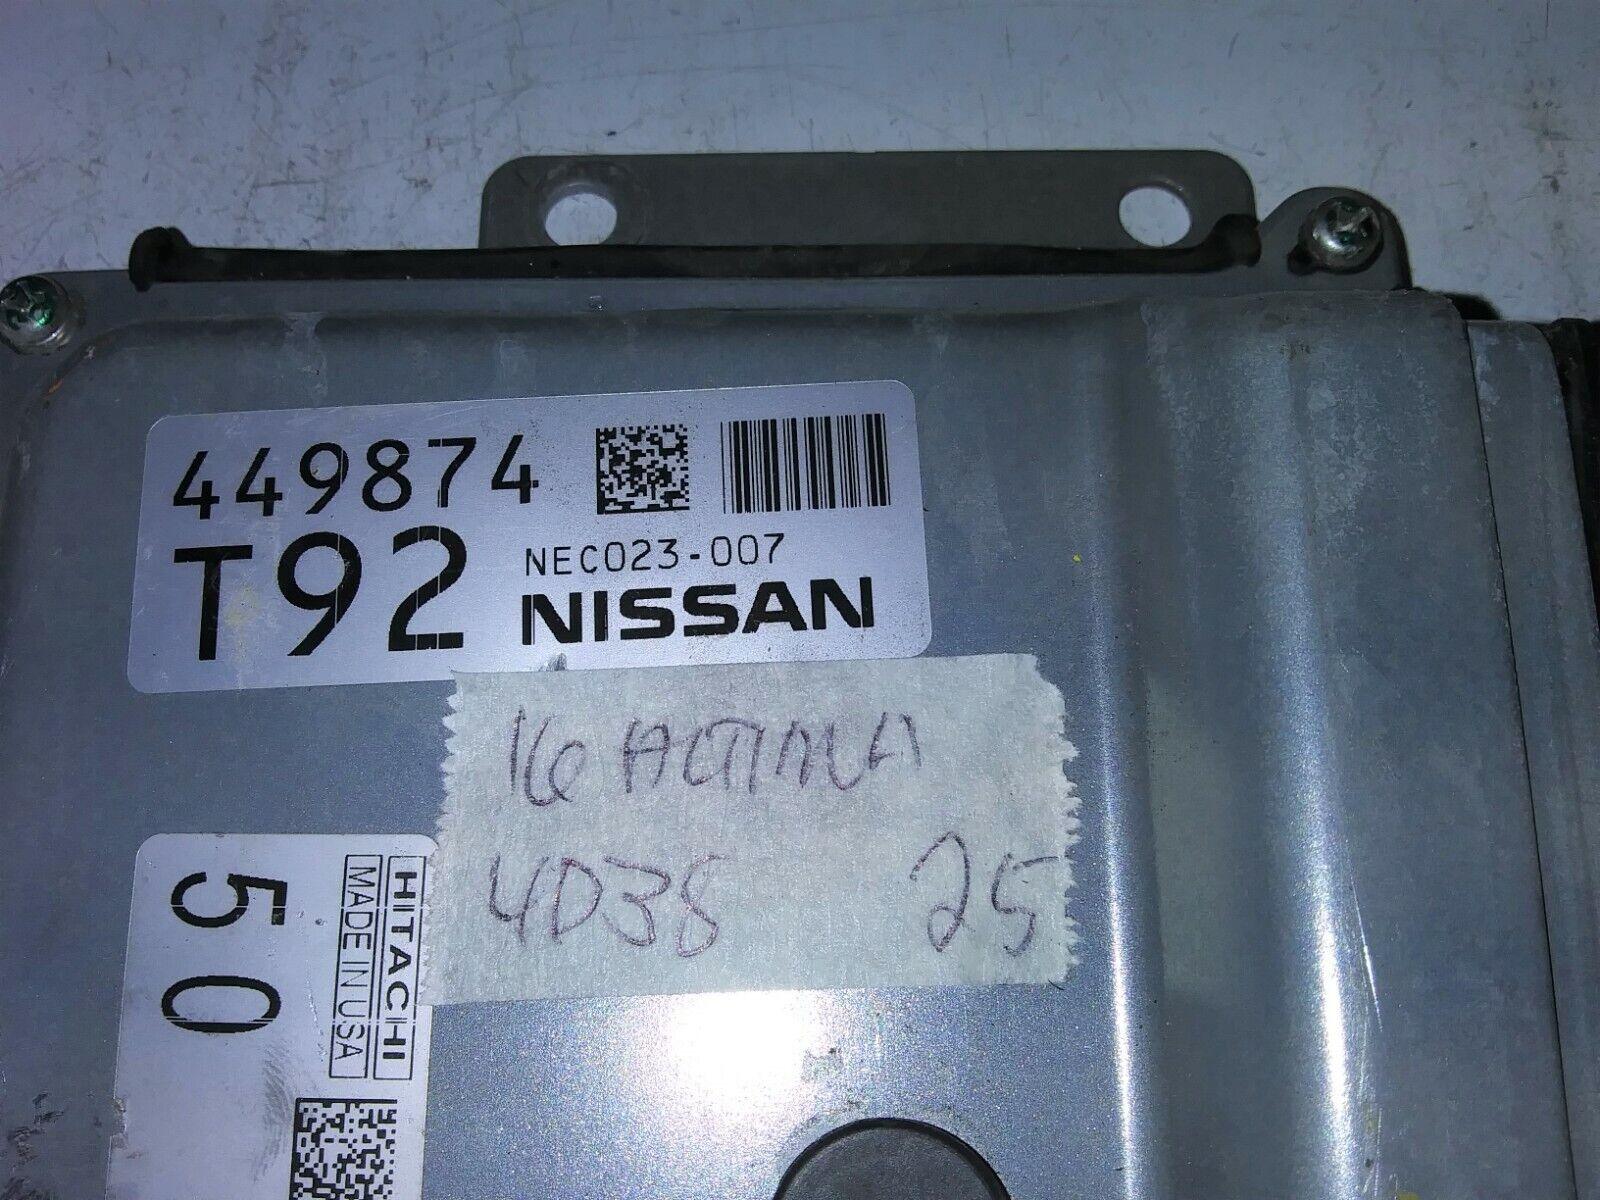 449874
T92 NEC023-007
NISSAN
16 ALTIMA
4D38 25
50
HITACHI
MADE IN USA